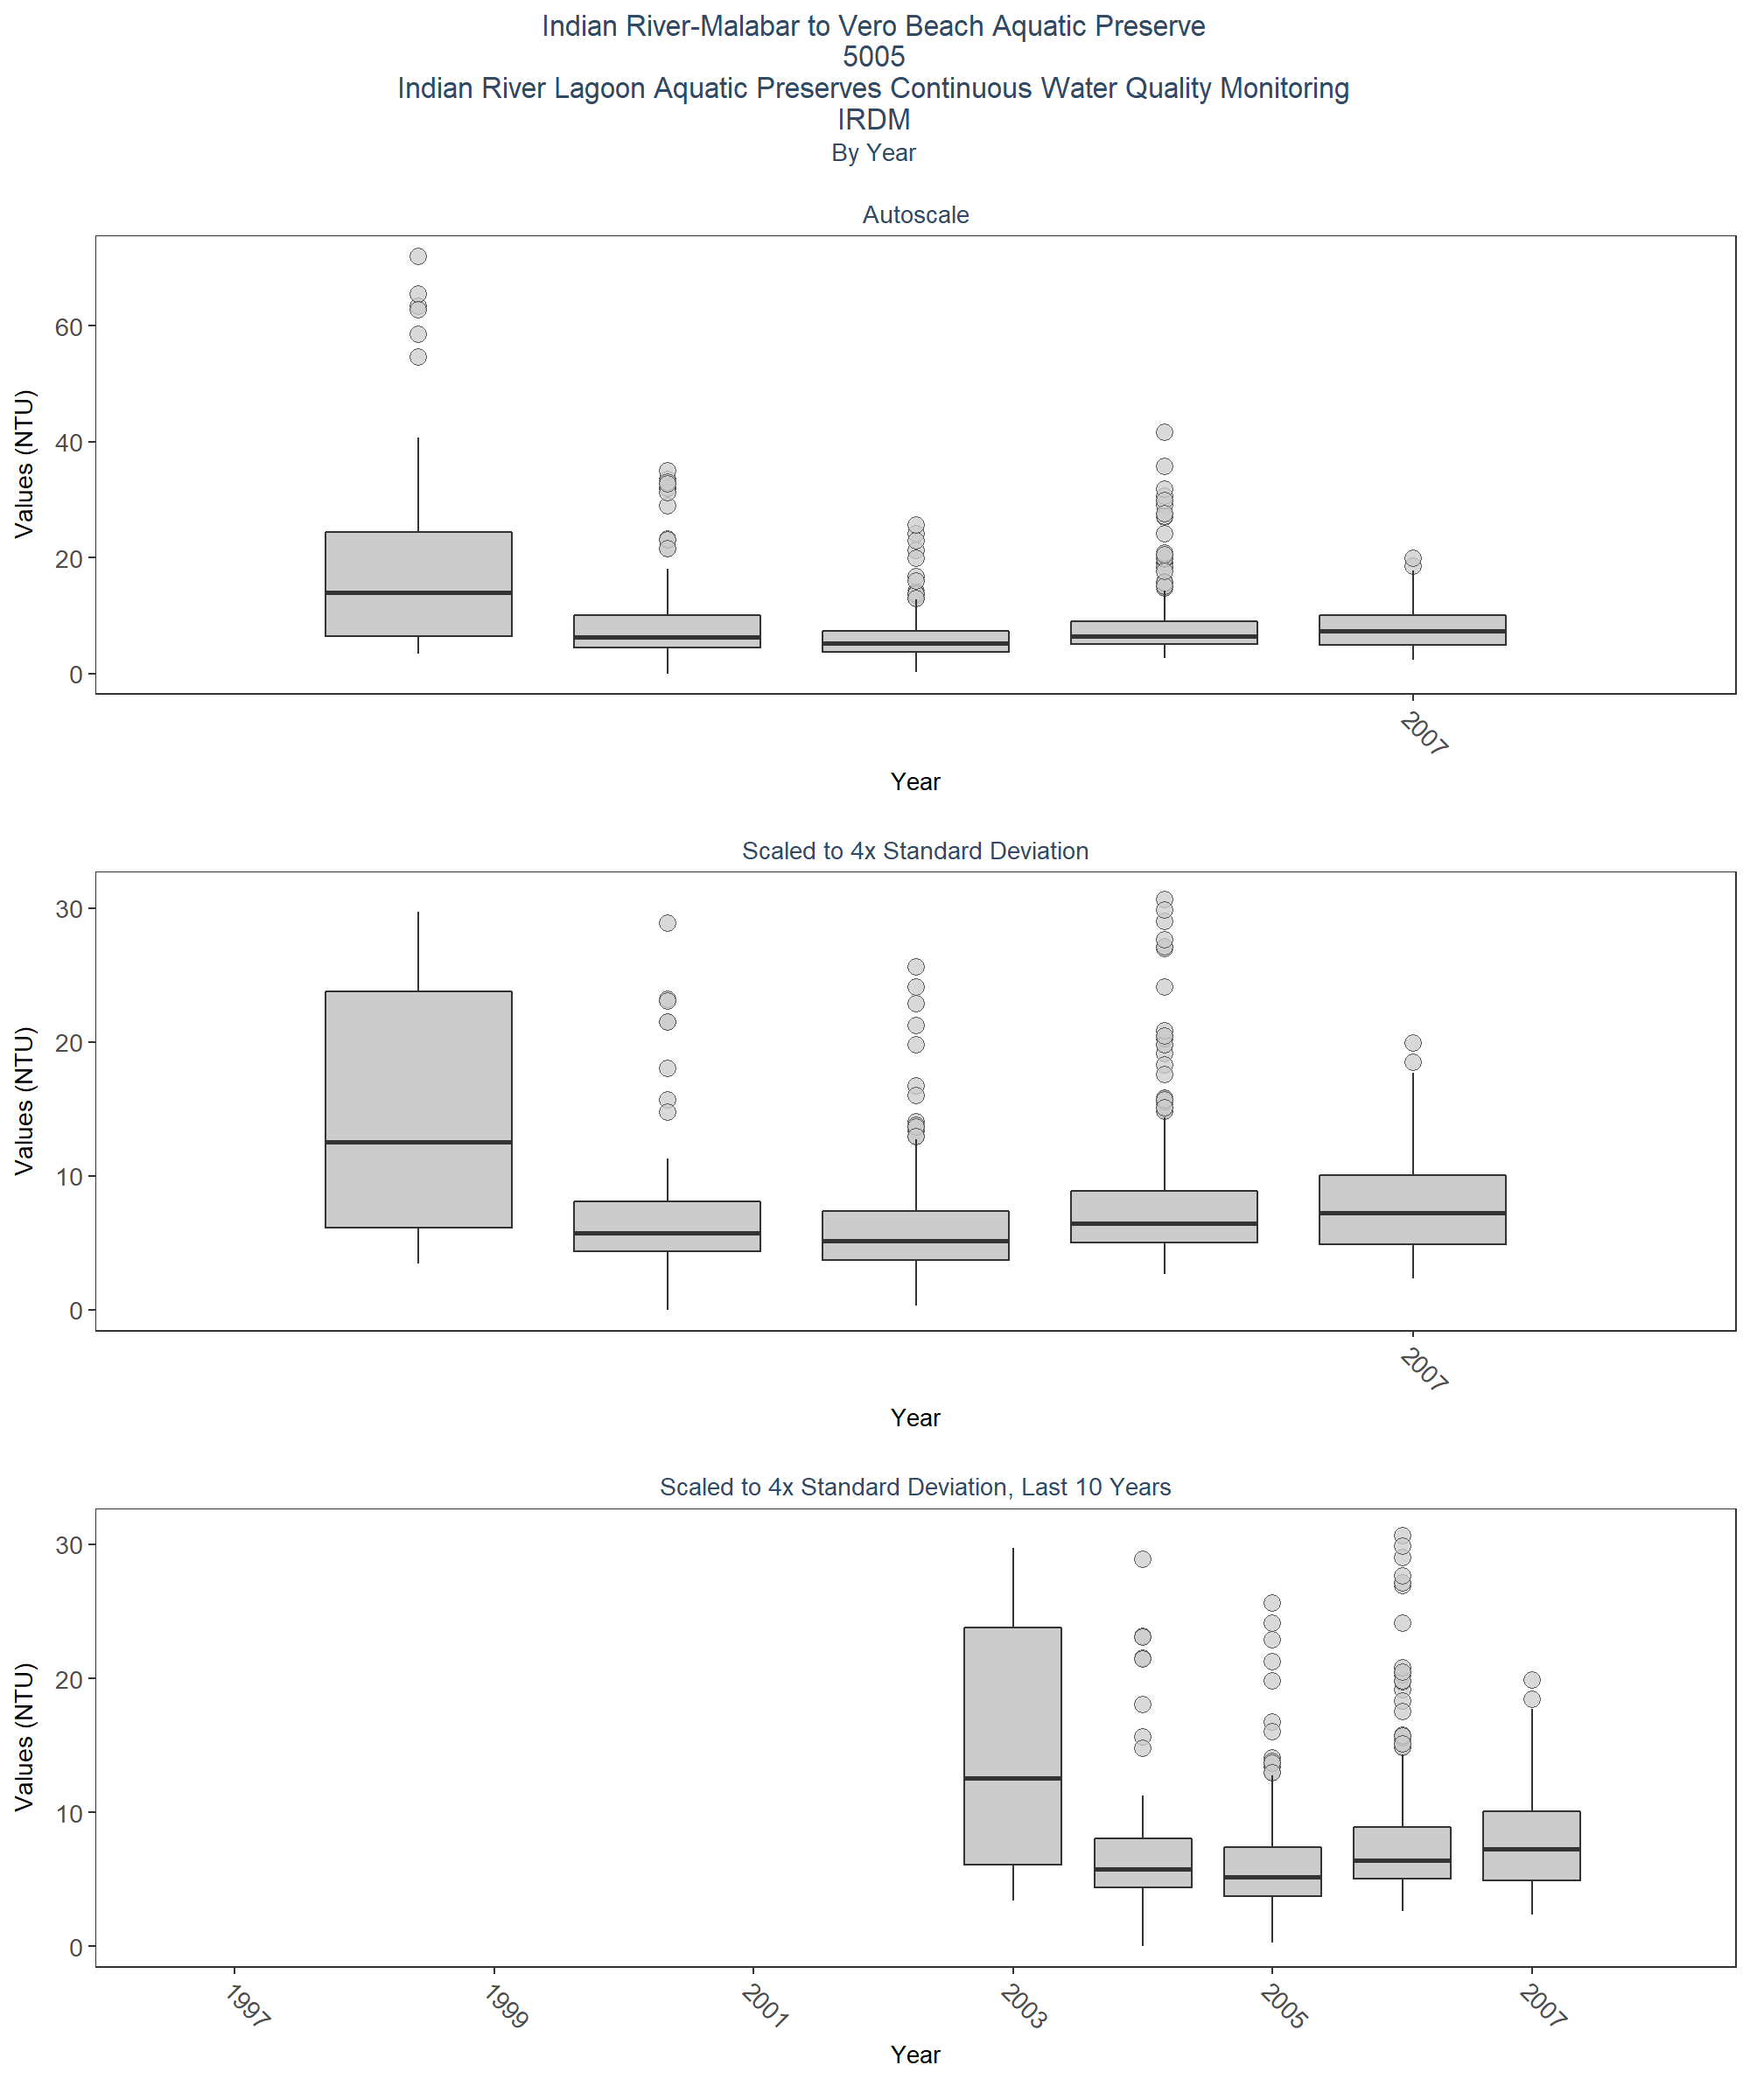 Indian River-Malabar to Vero Beach Aquatic Preserve
5005
Indian River Lagoon Aquatic Preserves Continuous Water Quality Monitoring
IRDM
By Year
Autoscale
Values (NTU)
60
40
20
0
2007
Year
Scaled to 4x Standard Deviation
Values (NTU)
30
20
10
0
2007
Year
Scaled to 4x Standard Deviation, Last 10 Years
Values (NTU)
30
20
10
0
1997
1999
2001
2003
2005
2007
Year